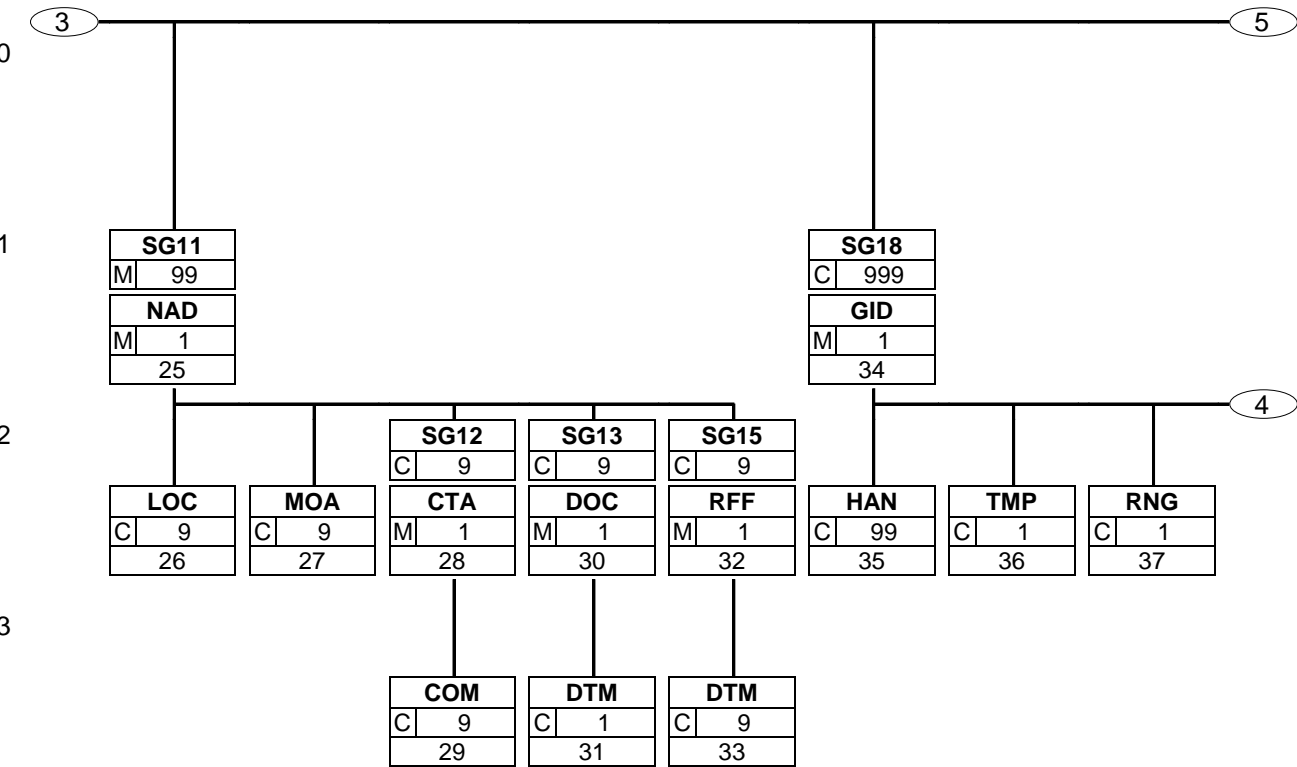 3 5
0
1
SG11 SG18
M 99 C 999
NAD GID
M 1 M 1
25 34
4
2
SG12 SG13 SG15
C 9 C 9 C 9
LOC MOA CTA DOC RFF HAN TMP RNG
C 9 C 9 M 1 M 1 M 1 C 99 C 1 C 1
26 27 28 30 32 35 36 37
3
COM DTM DTM
C 9 C 1 C 9
29 31 33